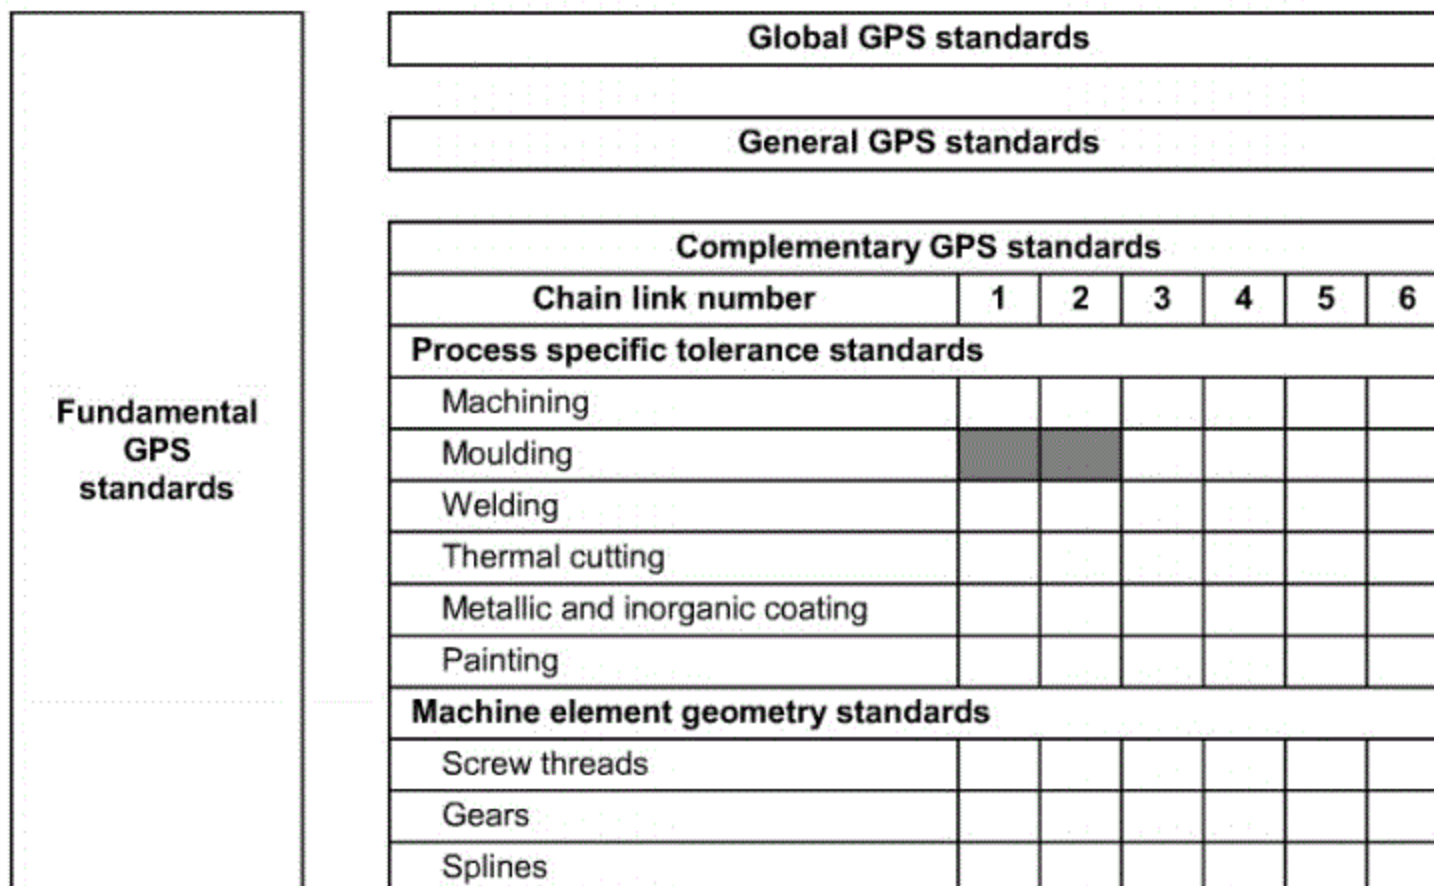 Fundamental
GPS
standards
Global GPS standards
General GPS standards
Complementary GPS standards
Chain link number 1 2 3 4 5 6
Process specific tolerance standards
Machining
Moulding
Welding
Thermal cutting
Metallic and inorganic coating
Painting
Machine element geometry standards
Screw threads
Gears
Splines